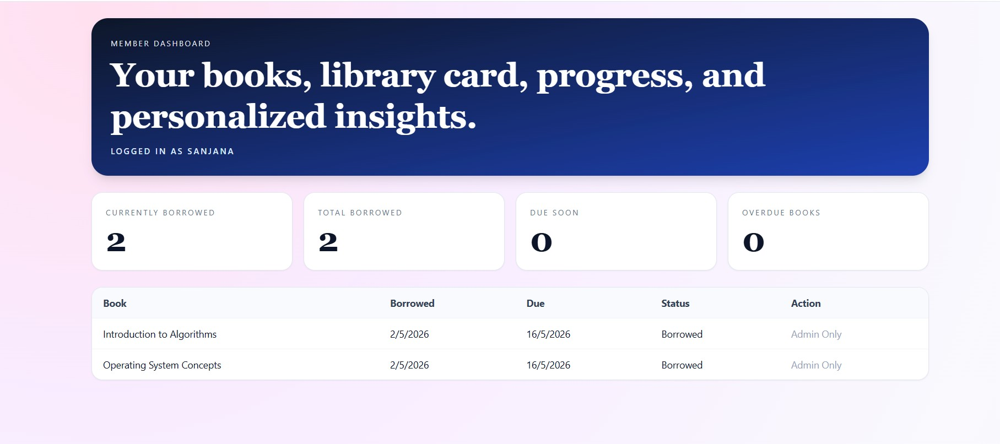 MEMBER DASHBOARD
Your books, library card, progress, and
personalized insights.
LOGGED IN AS SANJANA
CURRENTLY BORROWED
2
TOTAL BORROWED
2
DUE SOON
0
OVERDUE BOOKS
0
Book Borrowed Due Status Action
Introduction to Algorithms 2/5/2026 16/5/2026 Borrowed Admin Only
Operating System Concepts 2/5/2026 16/5/2026 Borrowed Admin Only